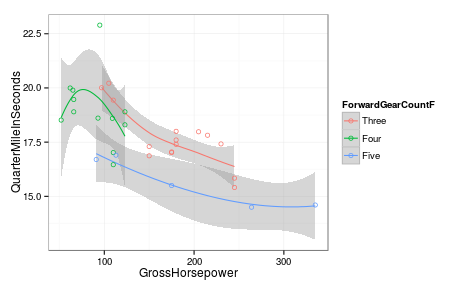 22.5
20.0
17.5
15.0
QuarterMileInSeconds
100
200
300
GrossHorsepower
ForwardGearCountF
Three
Four
Five